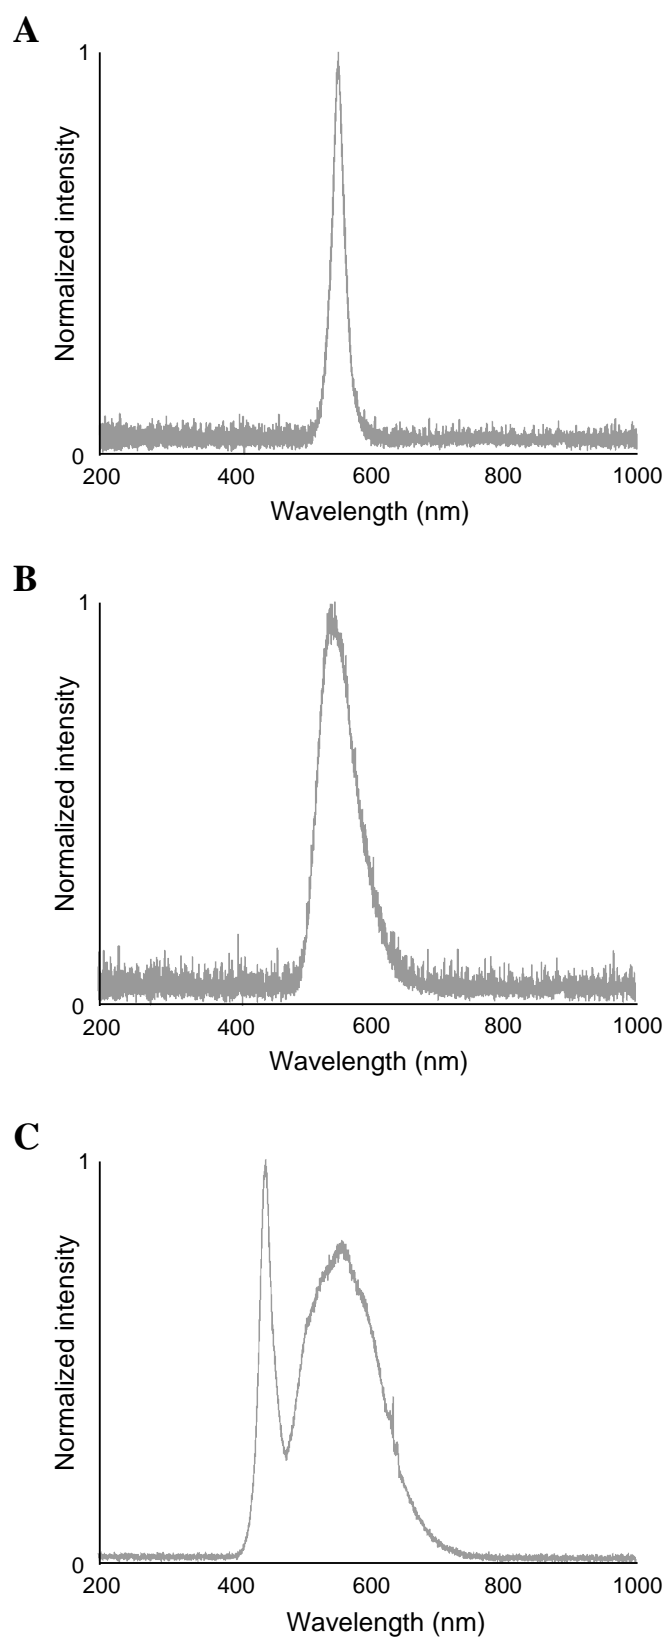 A
1
Normalized intensity
0
200 400 600 800 1000
Wavelength (nm)
B
1
Normalized intensity
0
200 400 600 800 1000
Wavelength (nm)
C
1
Normalized intensity
0
200 400 600 800 1000
Wavelength (nm)